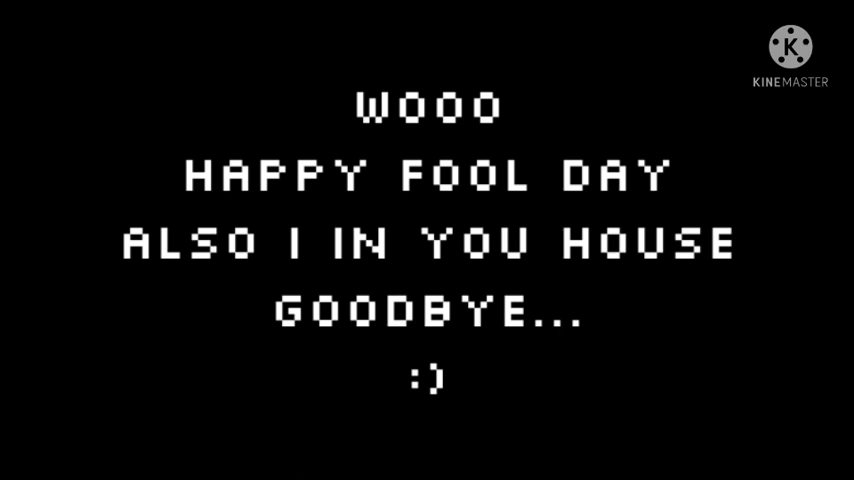 K
KINEMASTER
WOOO
HAPPY FOOL DAY
ALSO I IN YOU HOUSE
GOODBYE...
:)